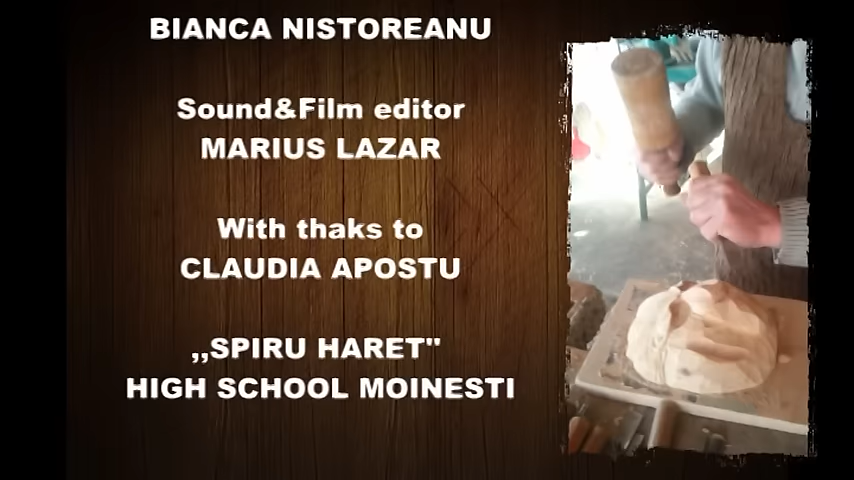 BIANCA NISTOREANU
Sound&Film editor
MARIUS LAZAR
With thaks to
CLAUDIA APOSTU
,,SPIRU HARET"
HIGH SCHOOL MOINESTI